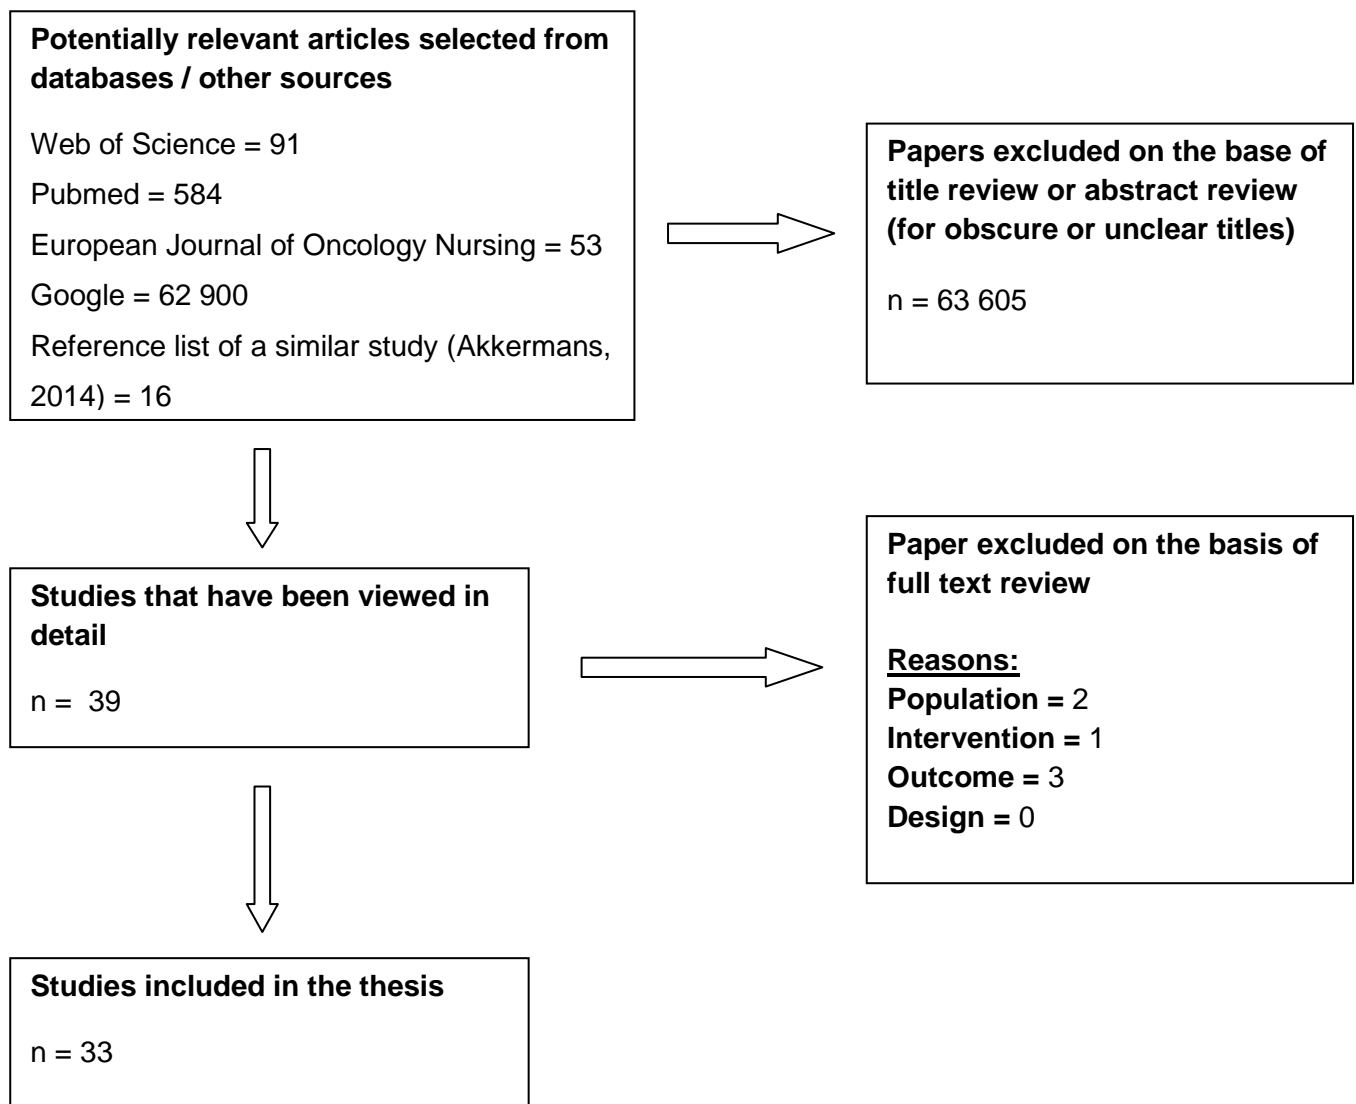 Potentially relevant articles selected from
databases / other sources
Web of Science = 91
Pubmed = 584
European Journal of Oncology Nursing = 53
Google = 62 900
Reference list of a similar study (Akkermans,
2014) = 16
Papers excluded on the base of
title review or abstract review
(for obscure or unclear titles)
n = 63 605
Studies that have been viewed in
detail
n = 39
Paper excluded on the basis of
full text review
Reasons:
Population = 2
Intervention = 1
Outcome = 3
Design = 0
Studies included in the thesis
n = 33